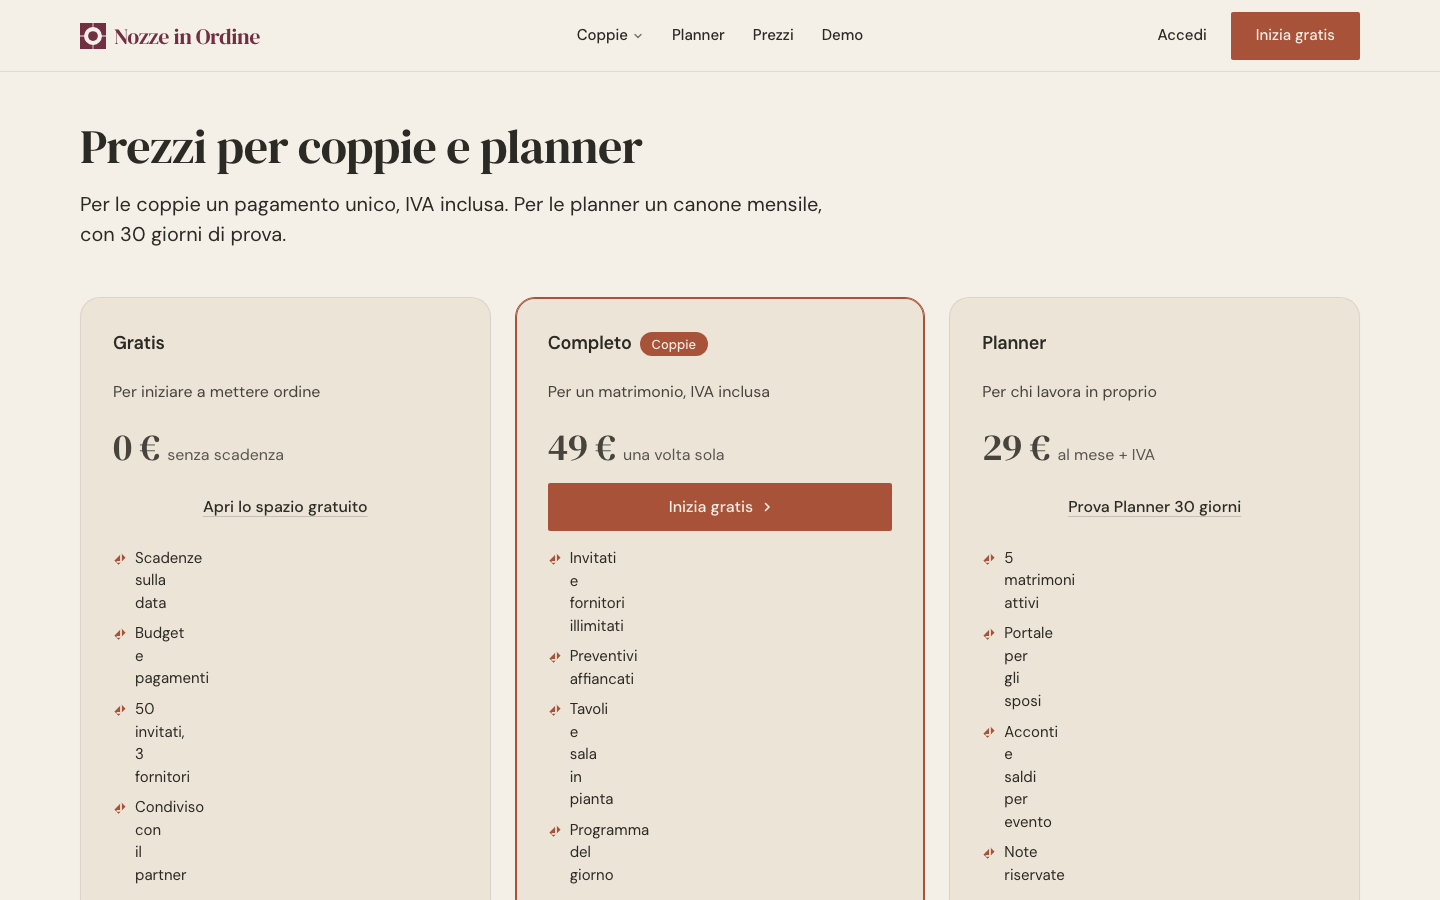 Nozze in Ordine
Coppie
Planner
Prezzi
Demo
Accedi
Inizia gratis
Prezzi per coppie e planner
Per le coppie un pagamento unico, IVA inclusa. Per le planner un canone mensile,
con 30 giorni di prova.
Gratis
Per iniziare a mettere ordine
0 € senza scadenza
Apri lo spazio gratuito
Scadenze
sulla
data
Budget
e
pagamenti
50
invitati,
3
fornitori
Condiviso
con
il
partner
Completo Coppie
Per un matrimonio, IVA inclusa
49 € una volta sola
Inizia gratis
Invitati
e
fornitori
illimitati
Preventivi
affiancati
Tavoli
e
sala
in
pianta
Programma
del
giorno
Planner
Per chi lavora in proprio
29 € al mese + IVA
Prova Planner 30 giorni
5
matrimoni
attivi
Portale
per
gli
sposi
Acconti
e
saldi
per
evento
Note
riservate